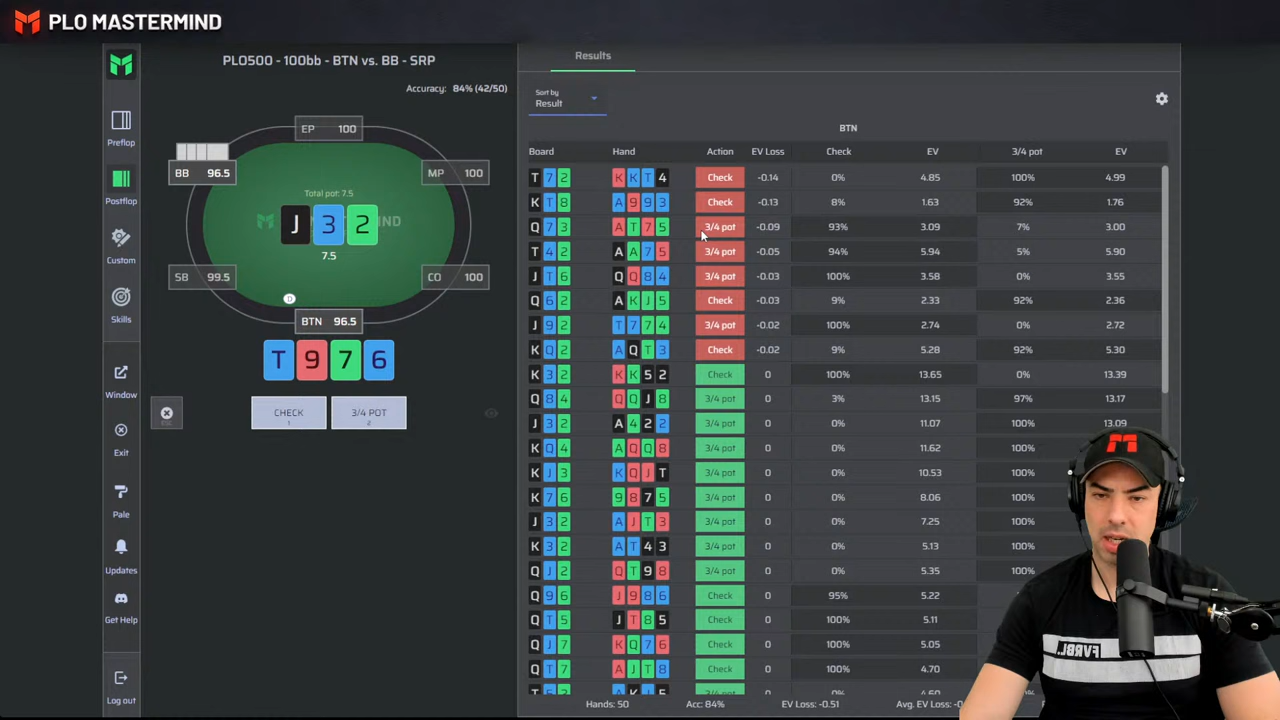 PLO MASTERMIND
PLO500 - 100bb - BTN vs. BB - SRP
Accuracy: 84% (42/50)
Preflop
Postflop
Custom
Skills
Window
Exit
Pale
Updates
Get Help
Log out
EP 100
BB 96.5
MP 100
Total pot: 7.5
J 3 2
7.5
SB 99.5
CO 100
D
BTN 96.5
T 9 7 6
ESC
CHECK
1
3/4 POT
2
Results
Sort by
Result
BTN
Board Hand Action EV Loss Check EV 3/4 pot EV
T 7 2 K K T 4 Check -0.14 0% 4.85 100% 4.99
K T 8 A 9 9 3 Check -0.13 8% 1.63 92% 1.76
Q 7 3 A T 7 5 3/4 pot -0.09 93% 3.09 7% 3.00
T 4 2 A A 7 5 3/4 pot -0.05 94% 5.94 5% 5.90
J T 6 Q Q 8 4 3/4 pot -0.03 100% 3.58 0% 3.55
Q 6 2 A K J 5 Check -0.03 9% 2.33 92% 2.36
J 9 2 T 7 7 4 3/4 pot -0.02 100% 2.74 0% 2.72
K Q 2 A Q T 3 Check -0.02 9% 5.28 92% 5.30
K 3 2 K K 5 2 Check 0 100% 13.65 0% 13.39
Q 8 4 Q Q J 8 3/4 pot 0 3% 13.15 97% 13.17
J 3 2 A 4 2 2 3/4 pot 0 0% 11.07 100% 13.09
K Q 4 A Q Q 8 3/4 pot 0 0% 11.62 100%
K J 3 K Q J T 3/4 pot 0 0% 10.53 100%
K 7 6 9 8 7 5 3/4 pot 0 0% 8.06 100%
J 3 2 A J T 3 3/4 pot 0 0% 7.25 100%
K 3 2 A T 4 3 3/4 pot 0 0% 5.13 100%
Q J 2 Q T 9 8 3/4 pot 0 0% 5.35 100%
Q 9 6 J 9 8 6 Check 0 95% 5.22
Q T 5 J T 8 5 Check 0 100% 5.11
Q J 7 K Q 7 6 Check 0 100% 5.05
Q T 7 A J T 8 Check 0 100% 4.70
Hands: 50 Acc: 84% EV Loss: -0.51 Avg. EV Loss:
FVRBL..